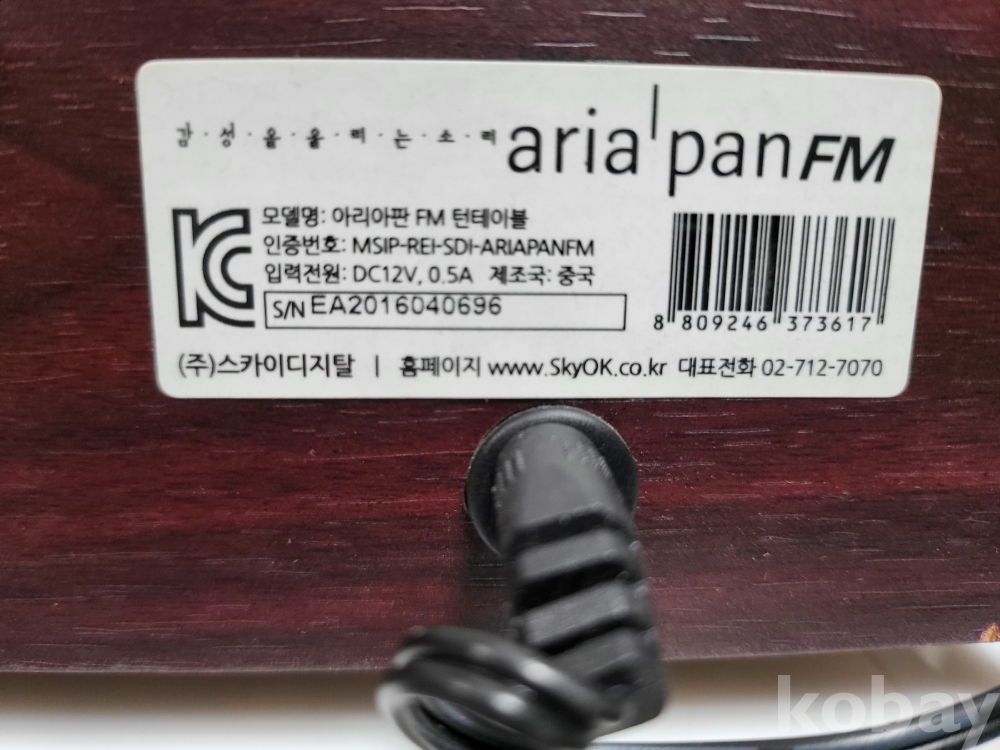 감·성·을·울·리·는·소·리 aria'pan FM
KC 모델명: 아리아판 FM 턴테이블
인증번호: MSIP-REI-SDI-ARIAPANFM
입력전원: DC12V, 0.5A 제조국: 중국
S/N EA2016040696
8 809246 373617
(주)스카이디지탈 | 홈페이지 www.SkyOK.co.kr 대표전화 02-712-7070
kobay